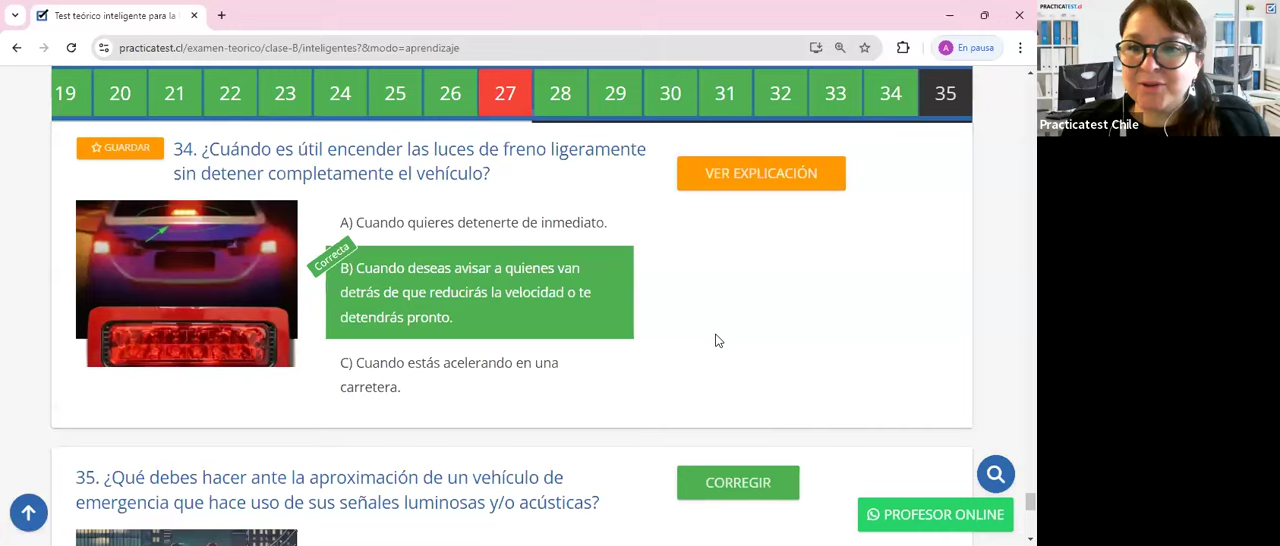 Test teórico inteligente para la
practicatest.cl/examen-teorico/clase-B/inteligentes?&modo=aprendizaje
A
En pausa
PRACTICATEST.cl
Practicatest Chile
19 20 21 22 23 24 25 26 27 28 29 30 31 32 33 34 35
GUARDAR
34. ¿Cuándo es útil encender las luces de freno ligeramente
sin detener completamente el vehículo?
VER EXPLICACIÓN
A) Cuando quieres detenerte de inmediato.
Correcta
B) Cuando deseas avisar a quienes van
detrás de que reducirás la velocidad o te
detendrás pronto.
C) Cuando estás acelerando en una
carretera.
35. ¿Qué debes hacer ante la aproximación de un vehículo de
emergencia que hace uso de sus señales luminosas y/o acústicas?
CORREGIR
PROFESOR ONLINE